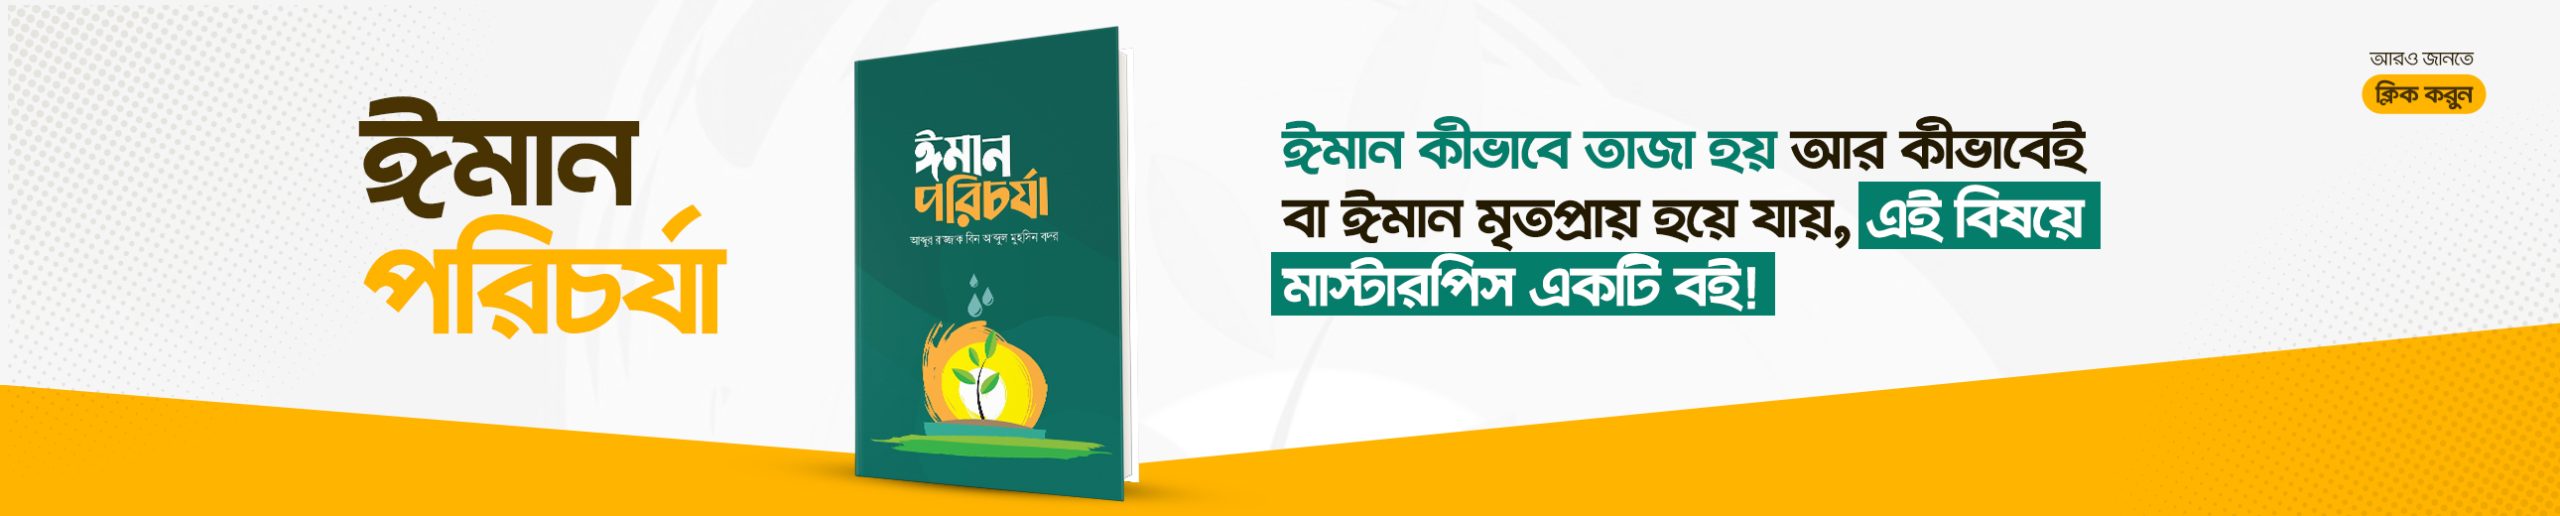 ঈমান
পরিচর্যা
ঈমান
পরিচর্যা
আব্দুর রাজ্জাক বিন আব্দুল মুহসিন বদর
ঈমান কীভাবে তাজা হয় আর কীভাবেই
বা ঈমান মৃতপ্রায় হয়ে যায়, এই বিষয়ে
মাস্টারপিস একটি বই!
আরও জানতে
ক্লিক করুন